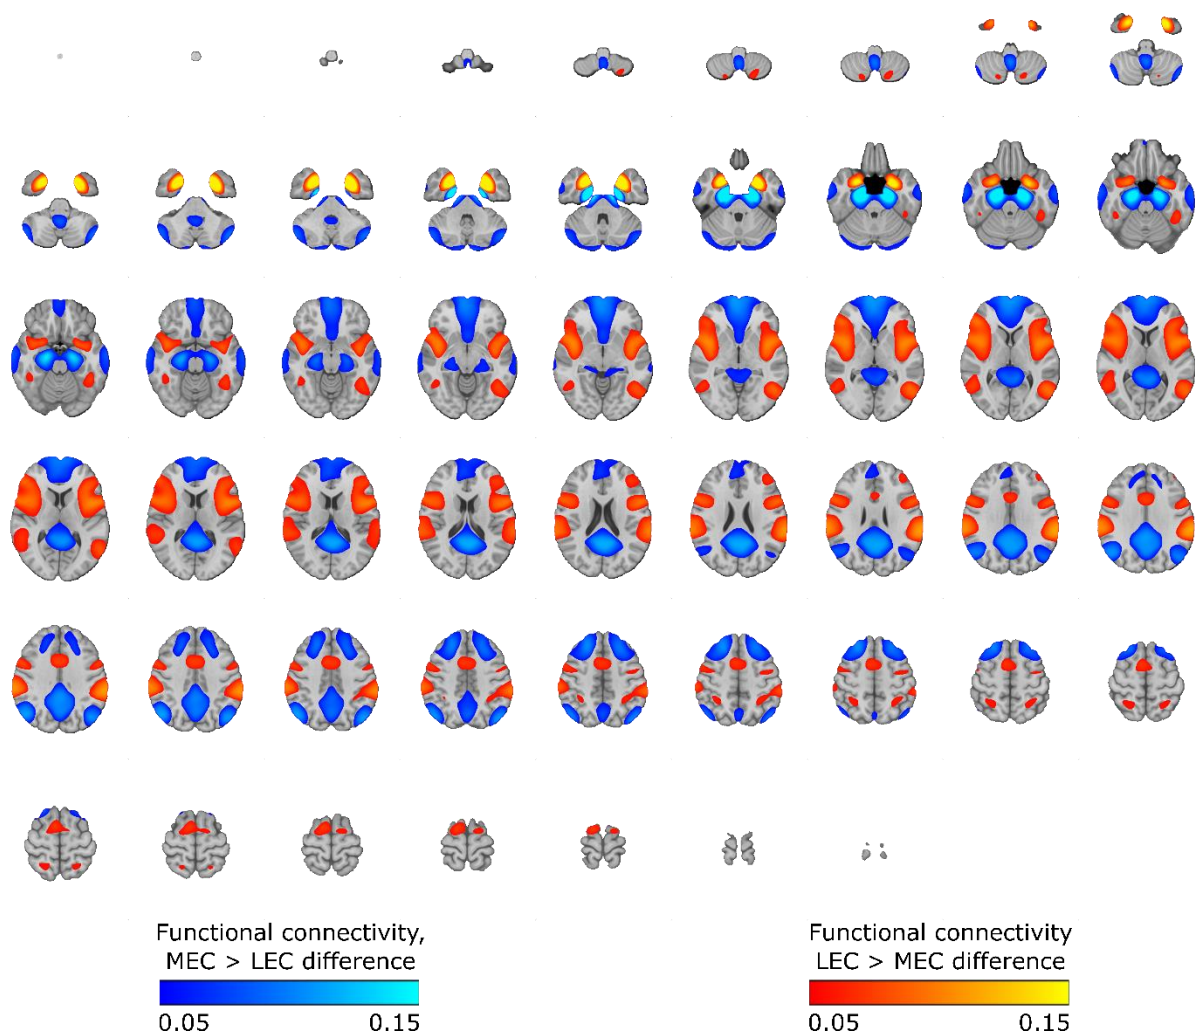 Functional connectivity,
MEC > LEC difference
0.05 0.15
Functional connectivity
LEC > MEC difference
0.05 0.15